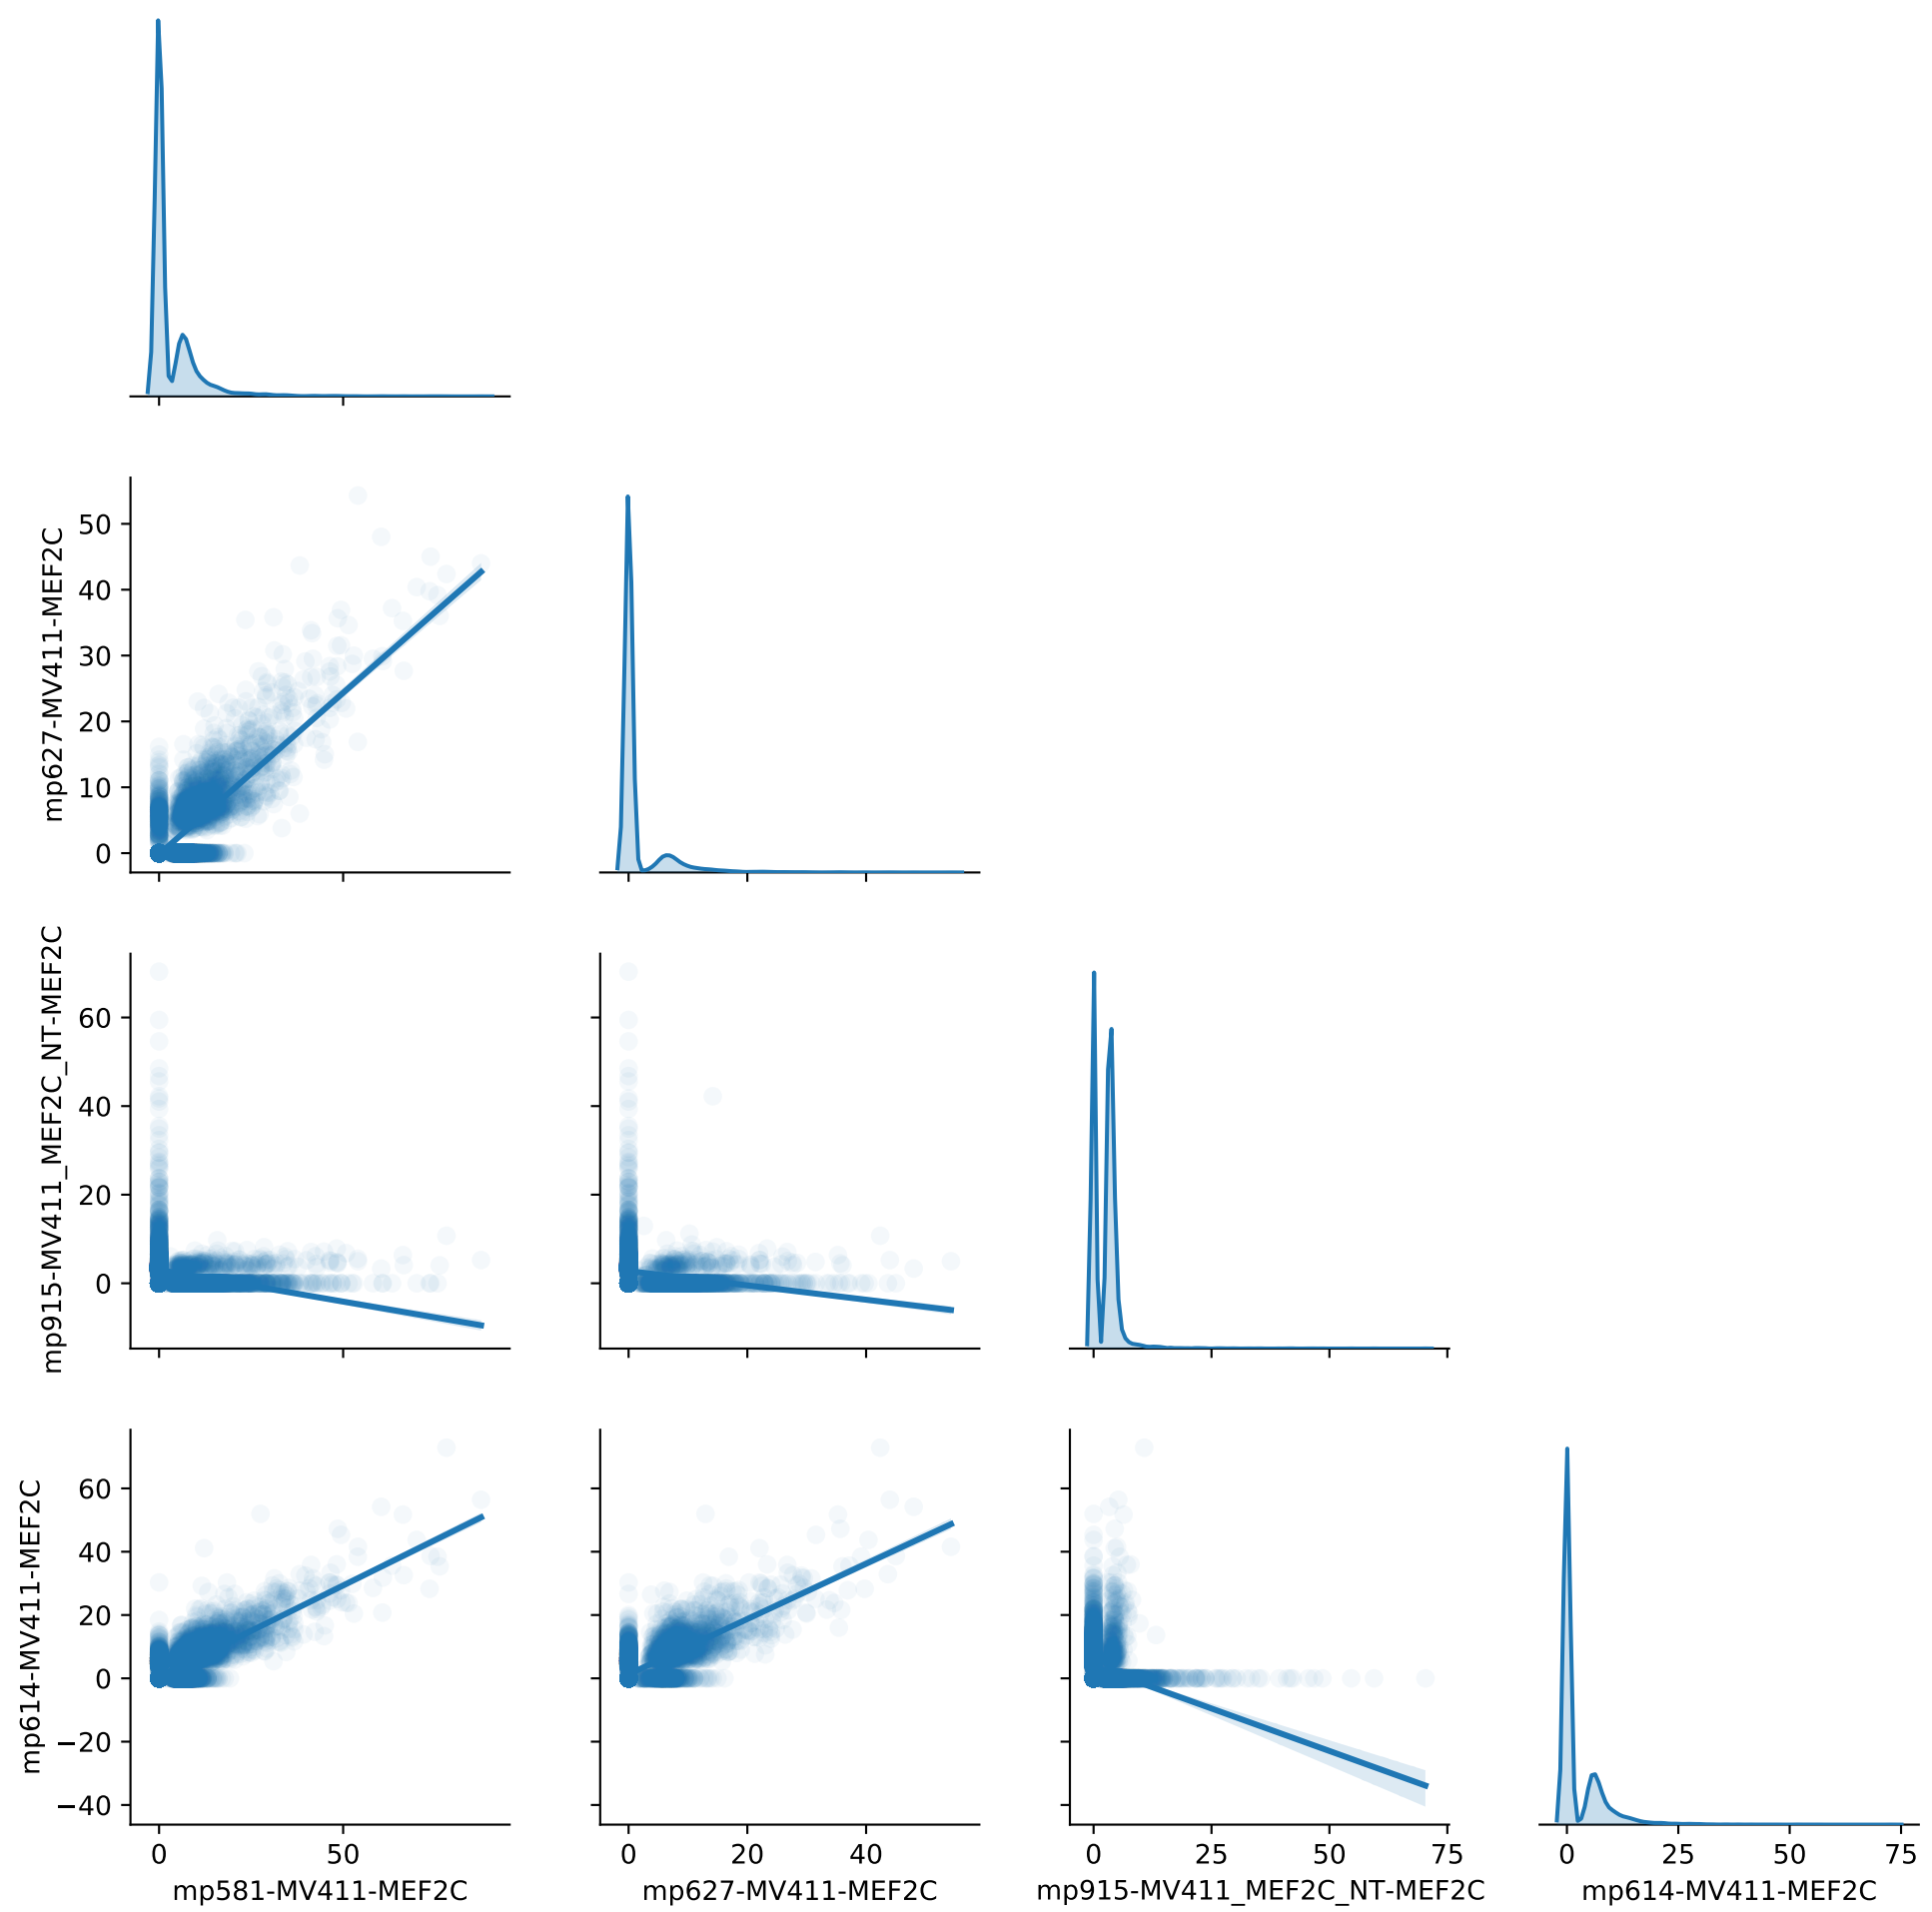 mp627-MV411-MEF2C
50
40
30
20
10
0
mp915-MV411_MEF2C_NT-MEF2C
60
40
20
0
mp614-MV411-MEF2C
60
40
20
0
−20
−40
0 50
0 20 40
0 25 50 75
0 25 50 75
mp581-MV411-MEF2C
mp627-MV411-MEF2C
mp915-MV411_MEF2C_NT-MEF2C
mp614-MV411-MEF2C